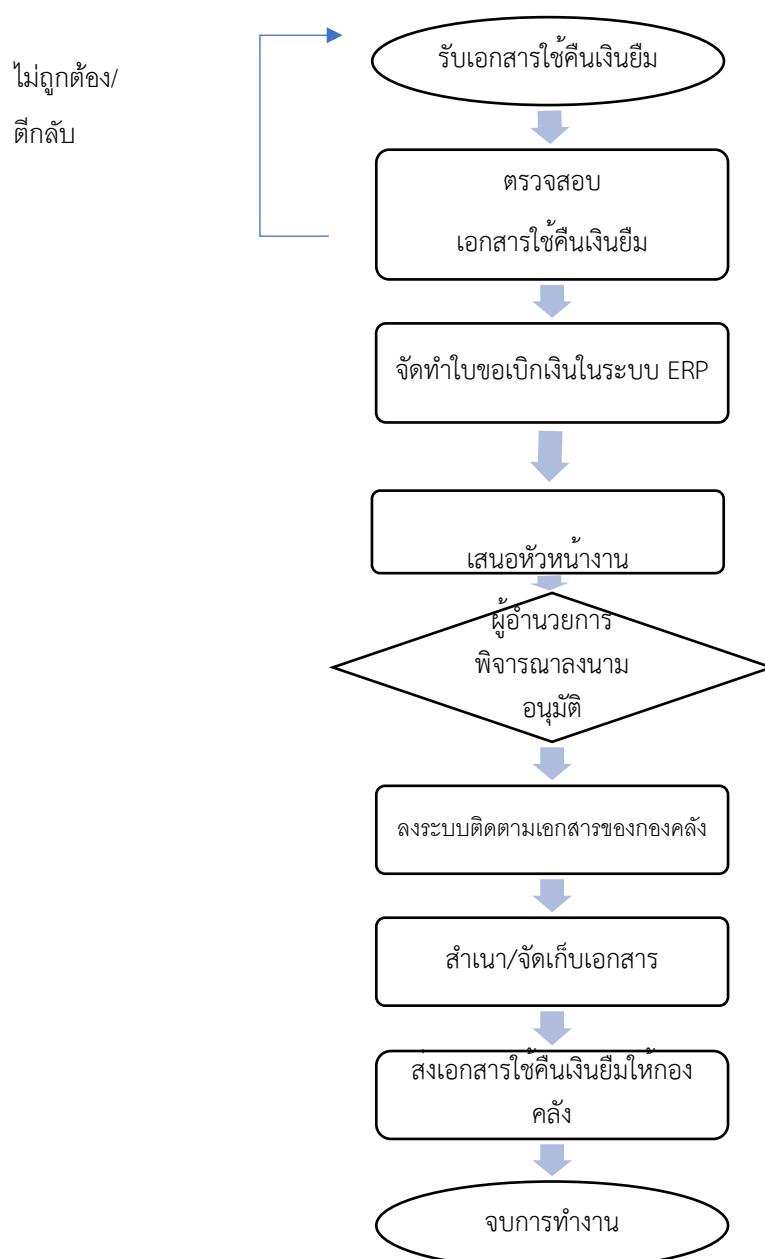 รับเอกสารใช้คืนเงินยืม
ไม่ถูกต้อง/
ตีกลับ
ตรวจสอบ
เอกสารใช้คืนเงินยืม
จัดทำใบขอเบิกเงินในระบบ ERP
เสนอหัวหน้างาน
ผู้อำนวยการ
พิจารณาลงนาม
อนุมัติ
ลงระบบติดตามเอกสารของกองคลัง
สำเนา/จัดเก็บเอกสาร
ส่งเอกสารใช้คืนเงินยืมให้กอง
คลัง
จบการทำงาน